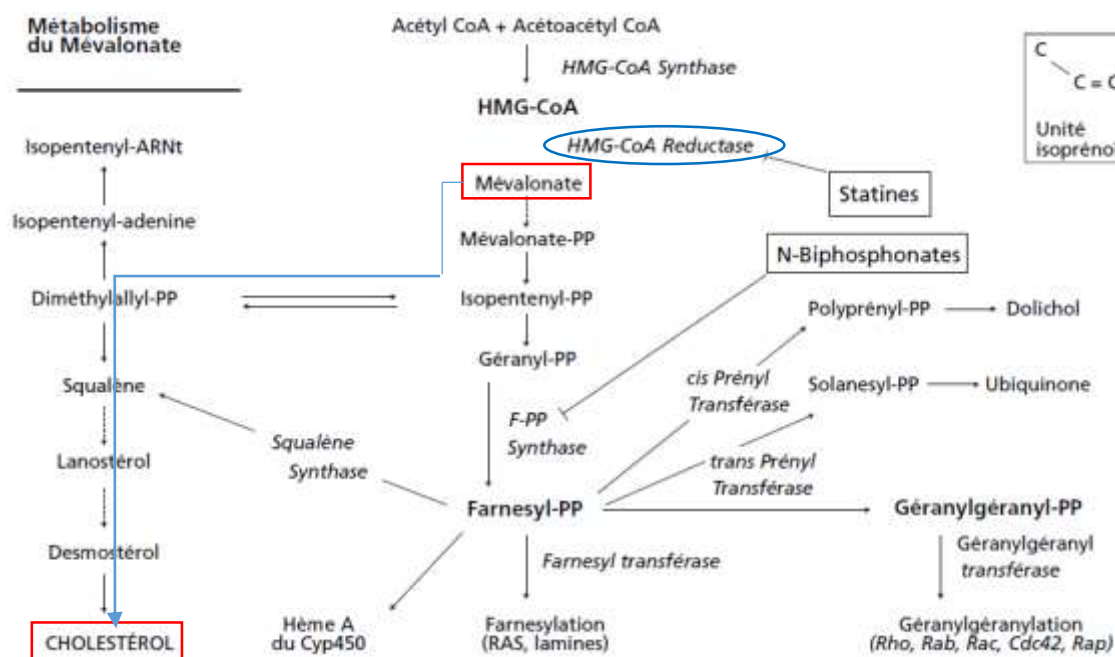 Métabolisme
du Mévalonate
Acétyl CoA + Acétoacétyl CoA
HMG-CoA Synthase
HMG-CoA
HMG-CoA Reductase
Mévalonate
Statines
Mévalonate-PP
N-Biphosphonates
Isopentenyl-PP
Géranyl-PP
F-PP
Synthase
Farnesyl-PP
Isopentenyl-ARNt
Isopentenyl-adenine
Diméthylallyl-PP
Squalène
Lanostérol
Desmostérol
CHOLESTÉROL
Squalène
Synthase
cis Prényl
Transférase
Polyprényl-PP
Dolichol
trans Prényl
Transférase
Solanesyl-PP
Ubiquinone
Géranylgéranyl-PP
Géranylgéranyl
transférase
Géranylgéranylation
(Rho, Rab, Rac, Cdc42, Rap)
Farnesyl transférase
Farnesylation
(RAS, lamines)
Hème A
du Cyp450
C
C = C
Unité